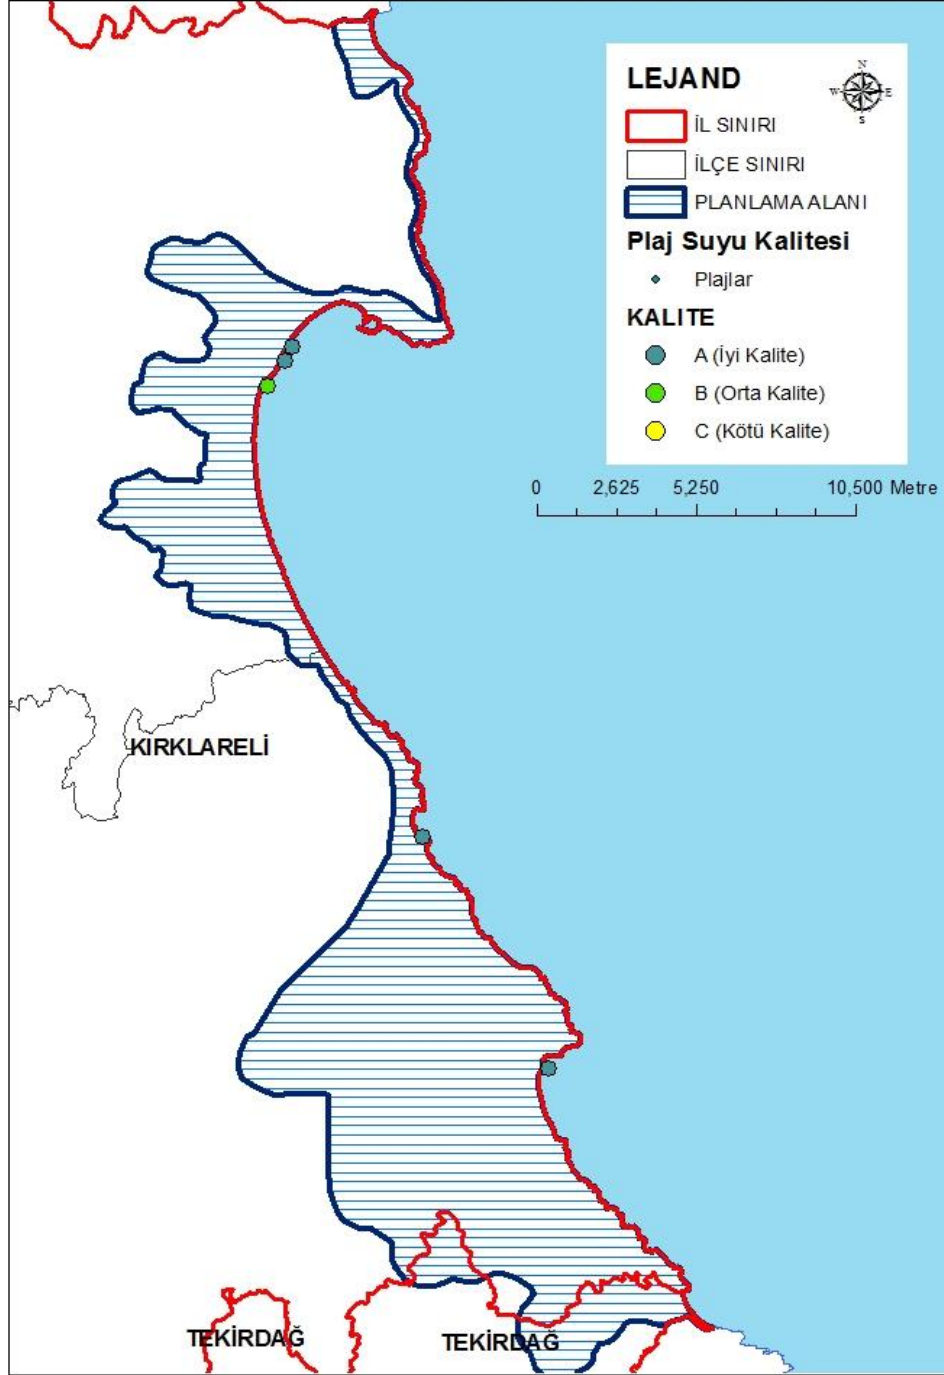 LEJAND
N
W E
S
İL SINIRI
İLÇE SINIRI
PLANLAMA ALANI
Plaj Suyu Kalitesi
Plajlar
KALITE
A (İyi Kalite)
B (Orta Kalite)
C (Kötü Kalite)
0 2,625 5,250 10,500 Metre
KIRKLARELİ
TEKİRDAĞ TEKİRDAĞ